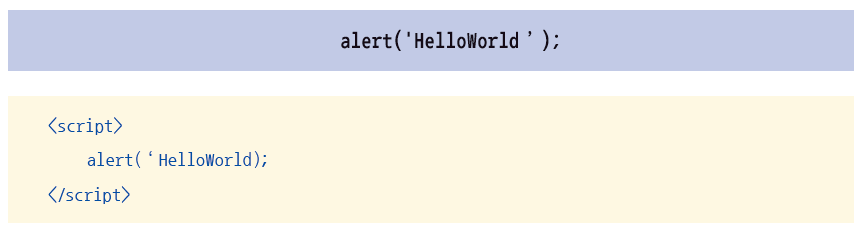 alert('HelloWorld ’ );
<script>
alert( ‘ HelloWorld);
</script>